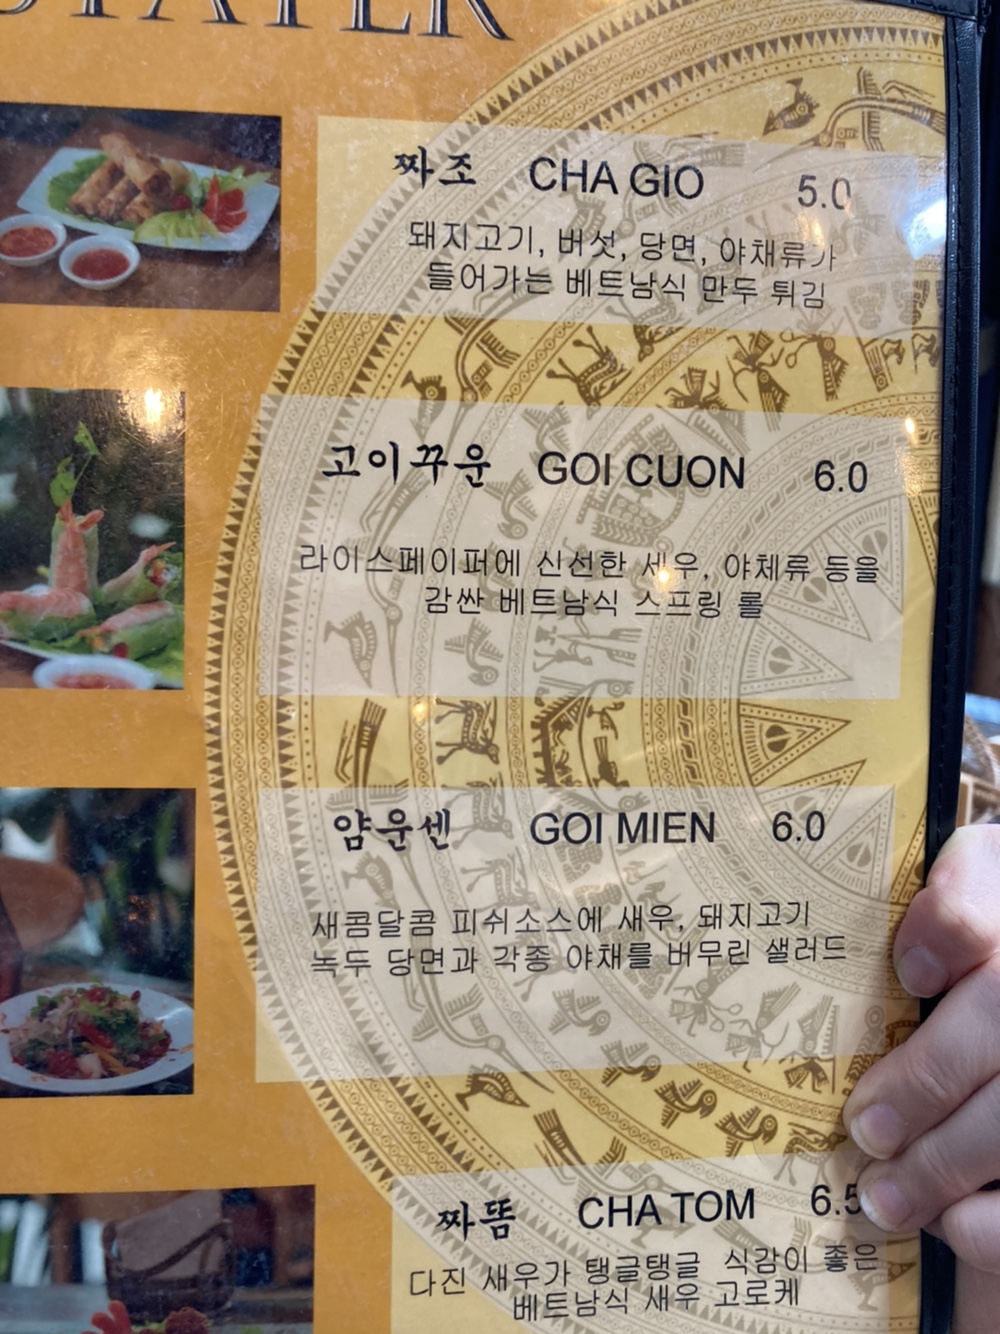 짜조 CHA GIO 5.0
돼지고기, 버섯, 당면, 야채류가
들어가는 베트남식 만두 튀김
고이꾸운 GOI CUON 6.0
라이스페이퍼에 신선한 새우, 야체류 등을
감싼 베트남식 스프링 롤
얌운센 GOI MIEN 6.0
새콤달콤 피쉬소스에 새우, 돼지고기
녹두 당면과 각종 야채를 버무린 샐러드
짜똠 CHA TOM 6.5
다진 새우가 탱글탱글 식감이 좋은
베트남식 새우 고로케